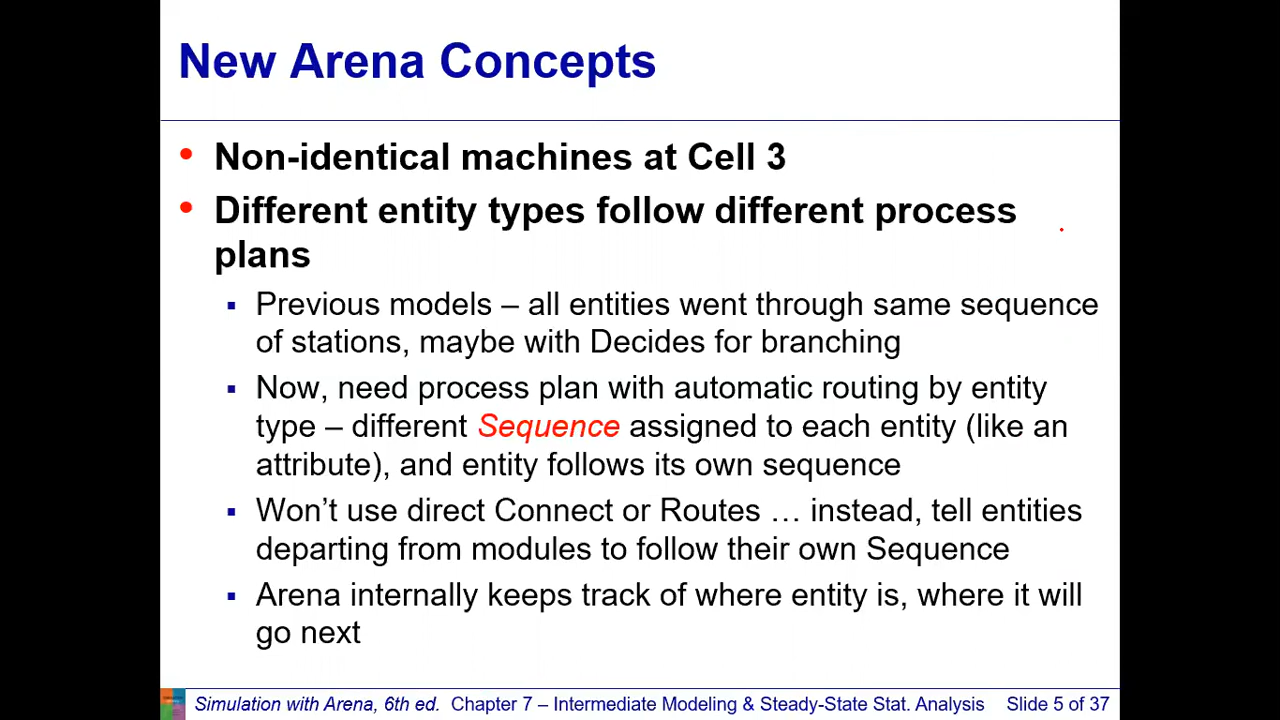 New Arena Concepts
• Non-identical machines at Cell 3
• Different entity types follow different process
plans
▪ Previous models – all entities went through same sequence
of stations, maybe with Decides for branching
▪ Now, need process plan with automatic routing by entity
type – different Sequence assigned to each entity (like an
attribute), and entity follows its own sequence
▪ Won’t use direct Connect or Routes … instead, tell entities
departing from modules to follow their own Sequence
▪ Arena internally keeps track of where entity is, where it will
go next
Simulation with Arena, 6th ed. Chapter 7 – Intermediate Modeling & Steady-State Stat. Analysis Slide 5 of 37